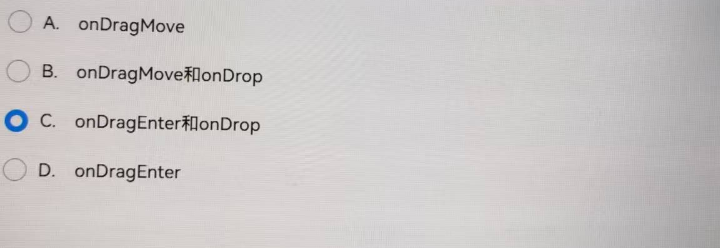 A. onDragMove
B. onDragMove和onDrop
C. onDragEnter和onDrop
D. onDragEnter